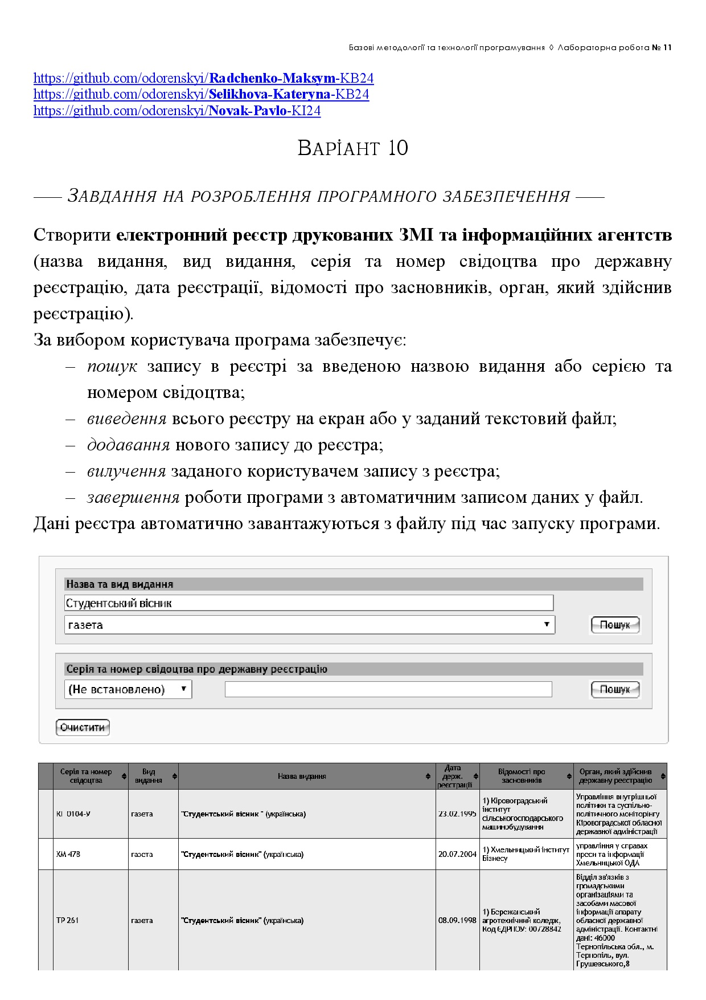 Базові методології та технології програмування ◊ Лабораторна робота № 11
https://github.com/odorenskyi/Radchenko-Maksym-KB24
https://github.com/odorenskyi/Selikhova-Kateryna-KB24
https://github.com/odorenskyi/Novak-Pavlo-KI24
ВАРІАНТ 10
—— ЗАВДАННЯ НА РОЗРОБЛЕННЯ ПРОГРАМНОГО ЗАБЕЗПЕЧЕННЯ ——
Створити електронний реєстр друкованих ЗМІ та інформаційних агентств
(назва видання, вид видання, серія та номер свідоцтва про державну
реєстрацію, дата реєстрації, відомості про засновників, орган, який здійснив
реєстрацію).
За вибором користувача програма забезпечує:
– пошук запису в реєстрі за введеною назвою видання або серією та
номером свідоцтва;
– виведення всього реєстру на екран або у заданий текстовий файл;
– додавання нового запису до реєстра;
– вилучення заданого користувачем запису з реєстра;
– завершення роботи програми з автоматичним записом даних у файл.
Дані реєстра автоматично завантажуються з файлу під час запуску програми.
Назва та вид видання
Студентський вісник
газета
Пошук
Серія та номер свідоцтва про державну реєстрацію
(Не встановлено)
Пошук
Очистити
Серія та номер
свідоцтва
Вид
видання
Назва видання
Дата
держ.
реєстрації
Відомості про
засновників
Орган, який здійснив
державну реєстрацію
КГ 0104-У
газета
"Студентський вісник " (українська)
23.02.1995
1) Кіровоградський
інститут
сільськогосподарського
машинобудування
Управління внутрішньої
політики та суспільно-
політичного моніторінгу
Кіровоградської обласної
державної адміністрації
ХМ 478
газета
"Студентський вісник" (українська)
20.07.2004
1) Хмельницький інститут
Бізнесу
управління у справах
преси та інформації
Хмельницької ОДА
ТР 261
газета
"Студентський вісник" (українська)
08.09.1998
1) Бережанський
агротехнічний коледж,
Код ЄДРПОУ: 00728842
Відділ зв'язків з
громадськими
організаціями та
засобами масової
інформації апарату
обласної державної
адміністрації. Контактні
дані: 46000
Тернопільська обл., м.
Тернопіль, вул.
Грушевського,8